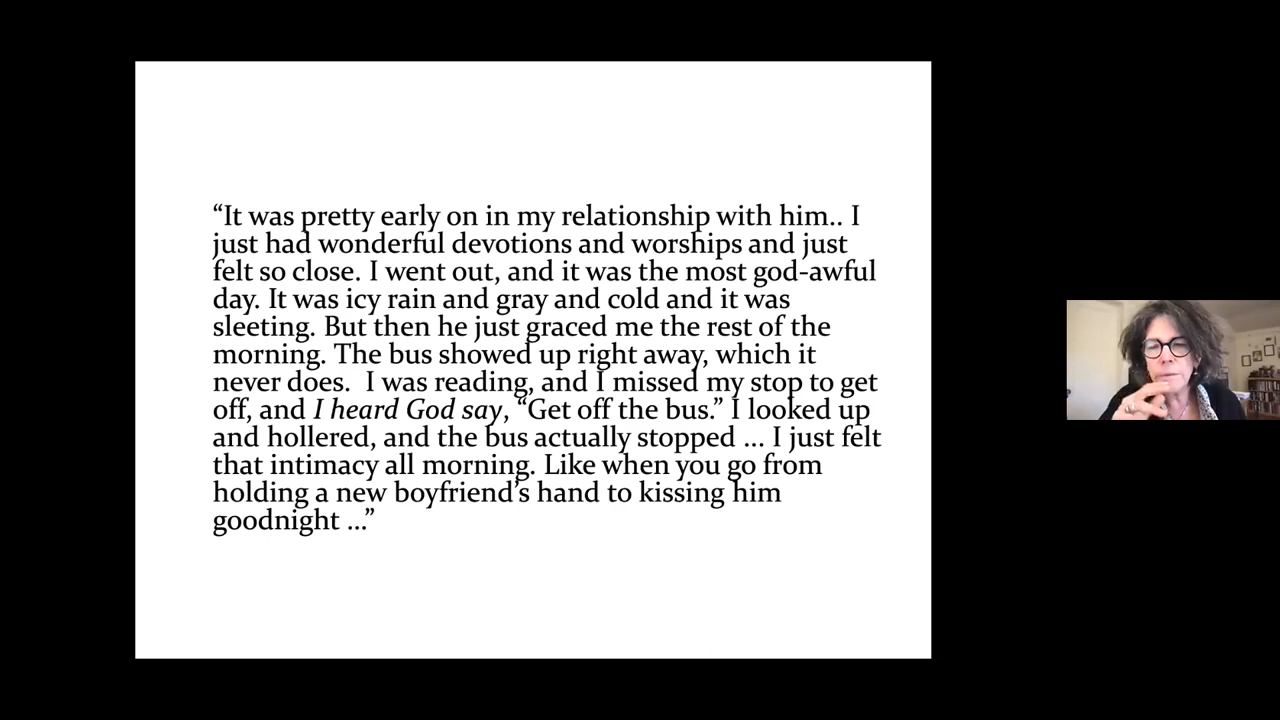 “It was pretty early on in my relationship with him.. I
just had wonderful devotions and worships and just
felt so close. I went out, and it was the most god-awful
day. It was icy rain and gray and cold and it was
sleeting. But then he just graced me the rest of the
morning. The bus showed up right away, which it
never does.  I was reading, and I missed my stop to get
off, and I heard God say, “Get off the bus.” I looked up
and hollered, and the bus actually stopped … I just felt
that intimacy all morning. Like when you go from
holding a new boyfriend’s hand to kissing him
goodnight …”